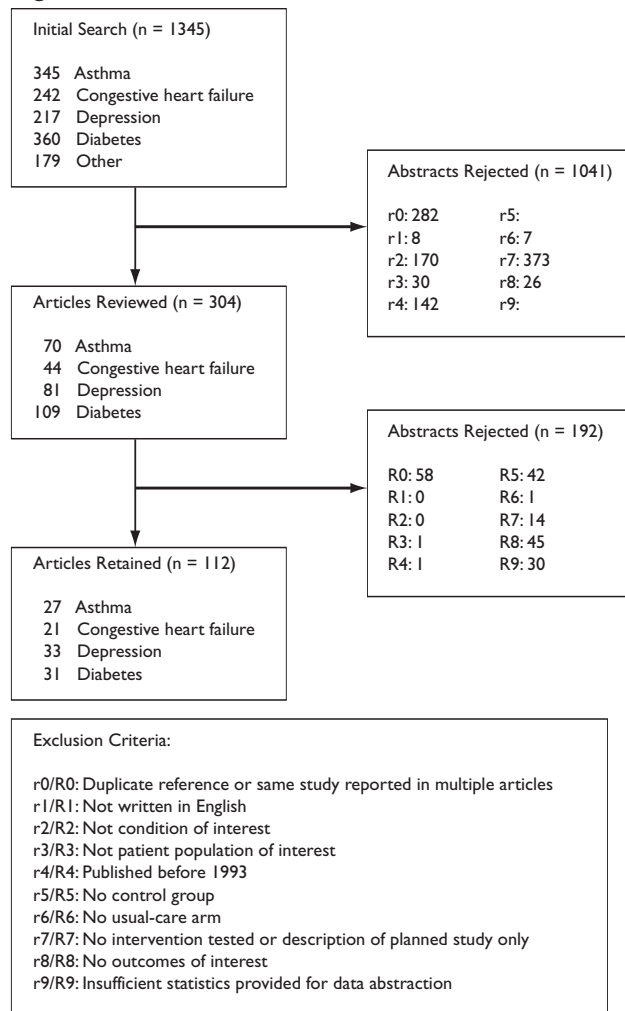 Initial Search (n = 1345)
345 Asthma
242 Congestive heart failure
217 Depression
360 Diabetes
179 Other
Abstracts Rejected (n = 1041)
r0: 282 r5:
r1: 8 r6: 7
r2: 170 r7: 373
r3: 30 r8: 26
r4: 142 r9:
Articles Reviewed (n = 304)
70 Asthma
44 Congestive heart failure
81 Depression
109 Diabetes
Abstracts Rejected (n = 192)
R0: 58 R5: 42
R1: 0 R6: 1
R2: 0 R7: 14
R3: 1 R8: 45
R4: 1 R9: 30
Articles Retained (n = 112)
27 Asthma
21 Congestive heart failure
33 Depression
31 Diabetes
Exclusion Criteria:
r0/R0: Duplicate reference or same study reported in multiple articles
r1/R1: Not written in English
r2/R2: Not condition of interest
r3/R3: Not patient population of interest
r4/R4: Published before 1993
r5/R5: No control group
r6/R6: No usual-care arm
r7/R7: No intervention tested or description of planned study only
r8/R8: No outcomes of interest
r9/R9: Insufficient statistics provided for data abstraction